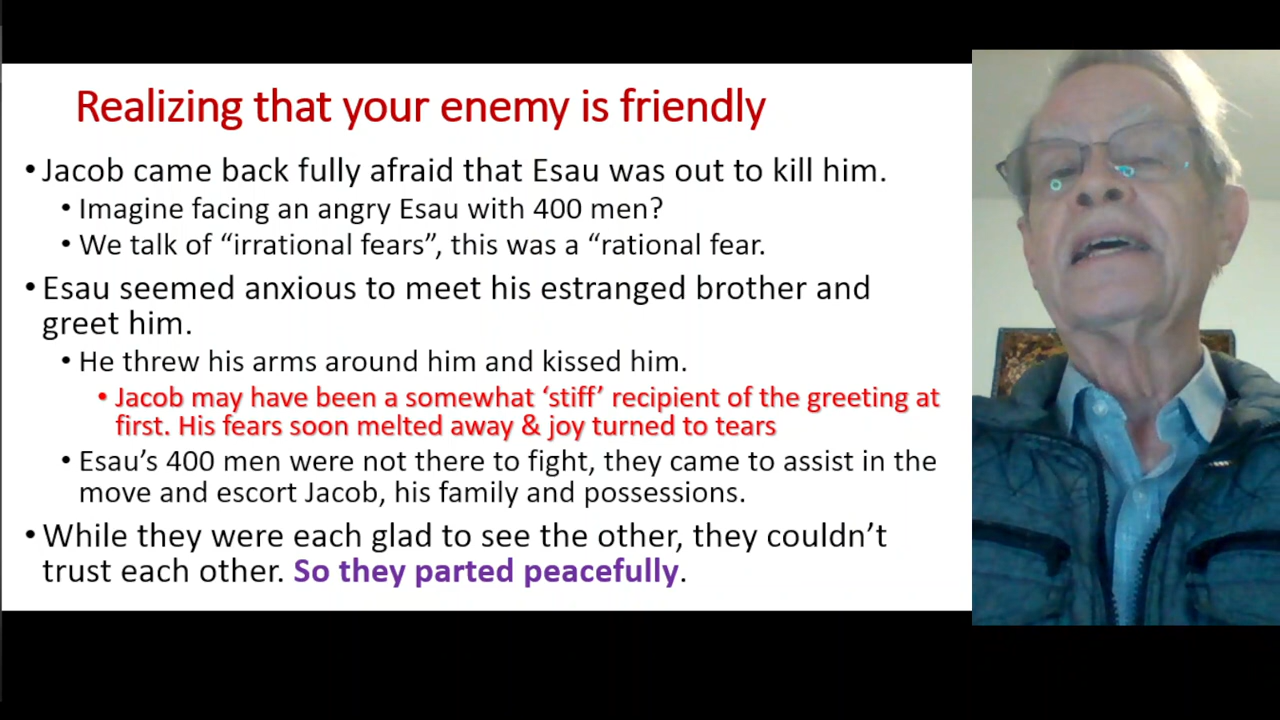 Realizing that your enemy is friendly
• Jacob came back fully afraid that Esau was out to kill him.
• Imagine facing an angry Esau with 400 men?
• We talk of “irrational fears”, this was a “rational fear.
• Esau seemed anxious to meet his estranged brother and
greet him.
• He threw his arms around him and kissed him.
• Jacob may have been a somewhat ‘stiff’ recipient of the greeting at
first. His fears soon melted away & joy turned to tears
• Esau’s 400 men were not there to fight, they came to assist in the
move and escort Jacob, his family and possessions.
• While they were each glad to see the other, they couldn’t
trust each other. So they parted peacefully.